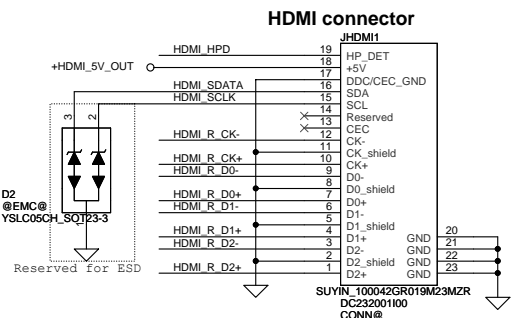 HDMI connector
JHDMI1
HDMI_HPD 19 HP_DET
+HDMI_5V_OUT 18 +5V
17 DDC/CEC_GND
HDMI_SDATA 16 SDA
HDMI_SCLK 15 SCL
14 Reserved
13 CEC
HDMI_R_CK- 12 CK-
11 CK_shield
HDMI_R_CK+ 10 CK+
HDMI_R_D0- 9 D0-
8 D0_shield
HDMI_R_D0+ 7 D0+
HDMI_R_D1- 6 D1-
5 D1_shield
HDMI_R_D1+ 4 D1+ GND 20
HDMI_R_D2- 3 D2- GND 21
2 D2_shield GND 22
HDMI_R_D2+ 1 D2+ GND 23
SUYIN_100042GR019M23MZR
DC232001I00
CONN@
3 2
1
D2
@EMC@
YSLC05CH_SOT23-3
Reserved for ESD